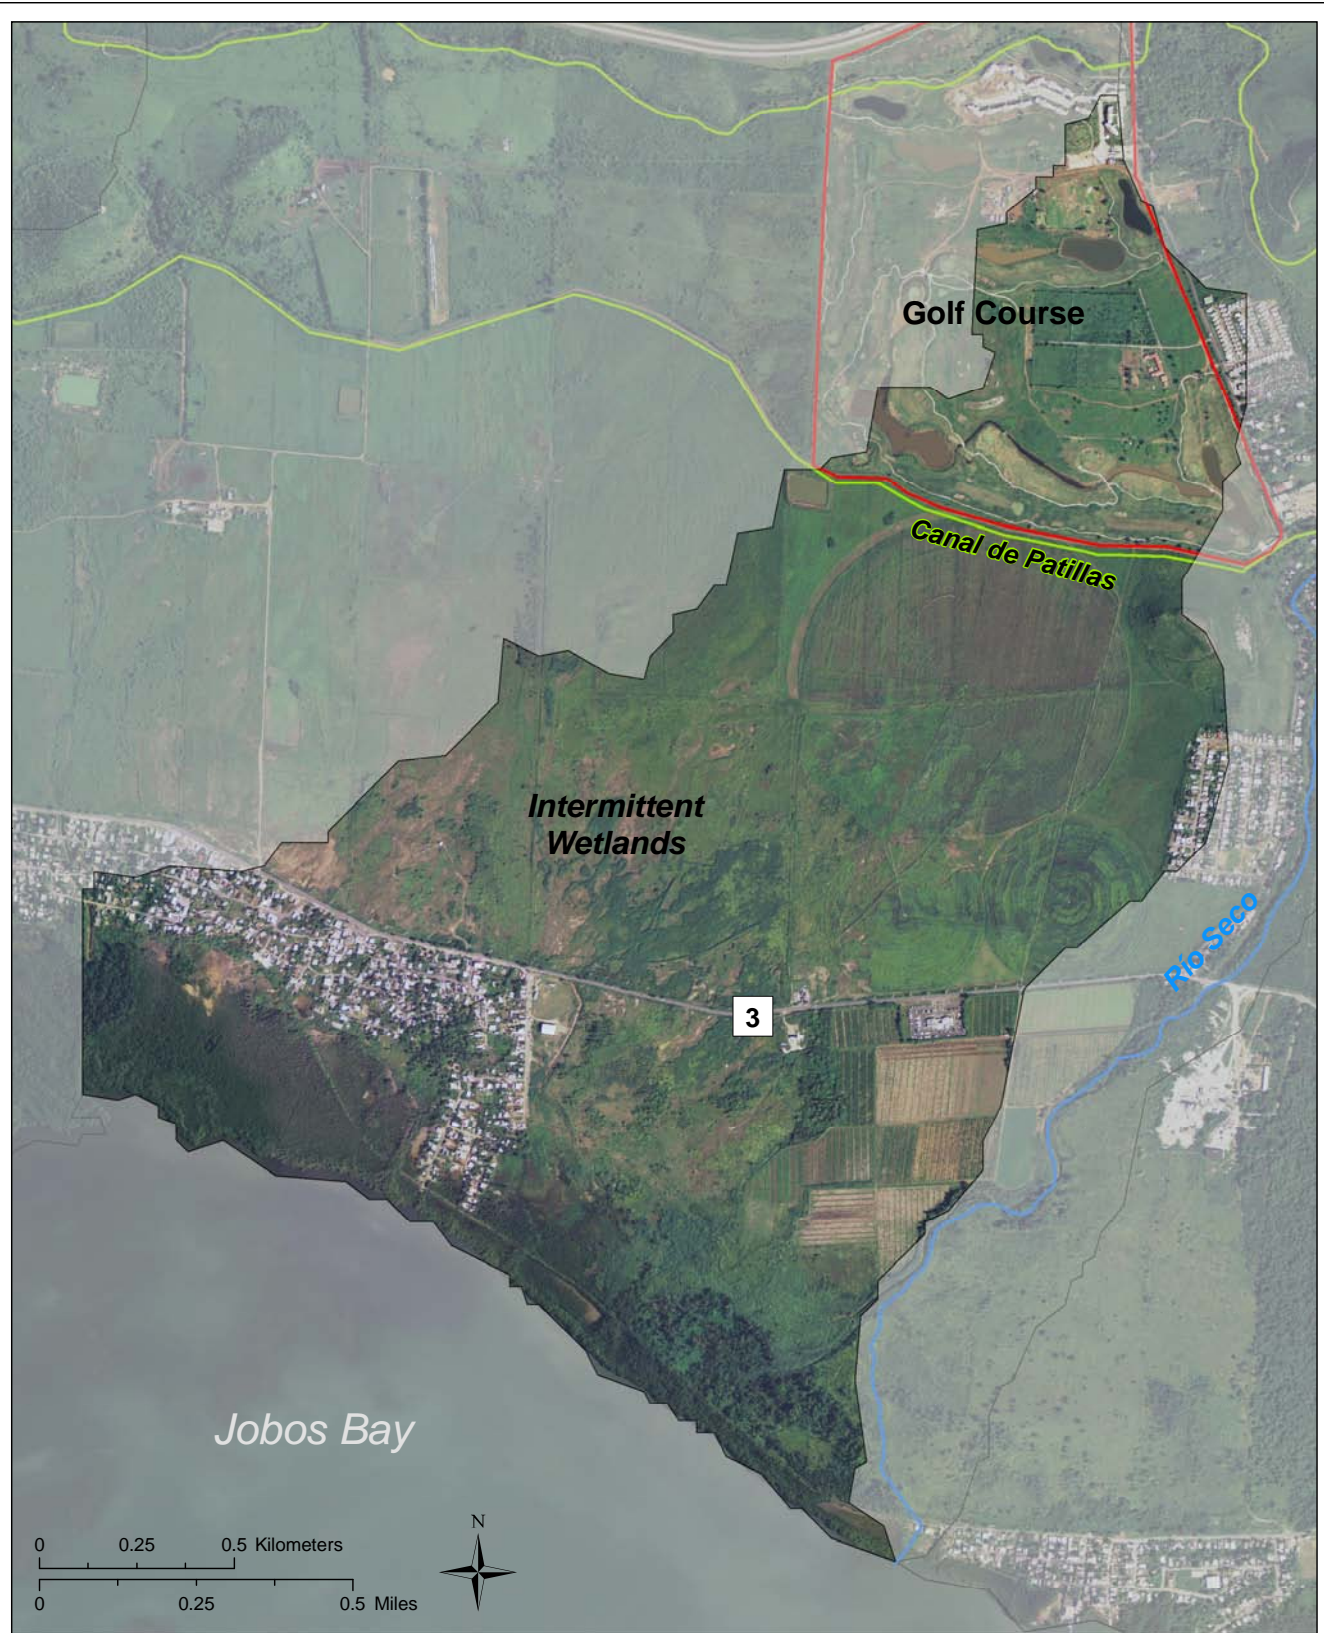 Golf Course
Canal de Patillas
Intermittent
Wetlands
Río Seco
3
Jobos Bay
N
0 0.25 0.5 Kilometers
0 0.25 0.5 Miles